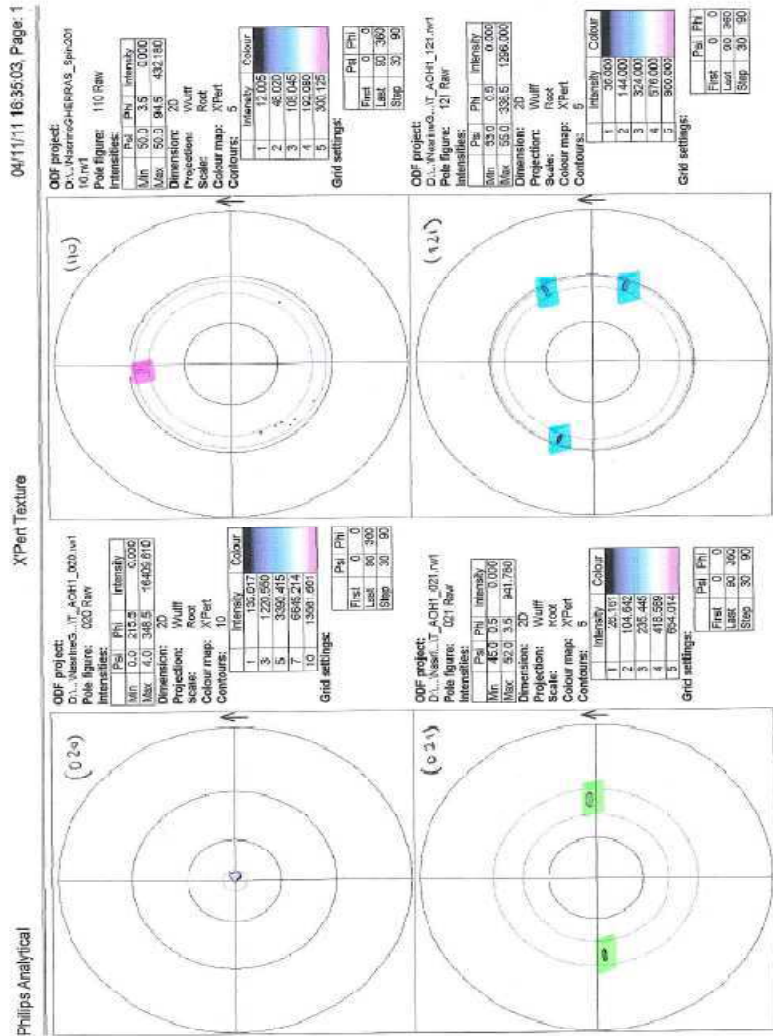 Phillips Analytical
X'Pert Texture
04/11/11 16:35:03, Page: 1
(020)
ODF project:
Pole figure: 020 Raw
Intensities:
Psi Phi Intensity
Min 0.0 215.5 0.000
Max 4.0 348.5 16409.610
Dimension: 2D
Projection: Wulff
Scale: Root
Colour map: X'Pert
Contours: 10
Intensity Colour
1
3
5
7
10
Grid settings:
Psi Phi
First 0 0
Last 90 360
Step 30 90
(110)
ODF project:
10.rw1
Pole figure: 110 Raw
Intensities:
Psi Phi Intensity
Min 50.0 3.5 0.000
Max 50.0 94.5 432.180
Dimension: 2D
Projection: Wulff
Scale: Root
Colour map: X'Pert
Contours: 5
Intensity Colour
1 12.005
2 48.020
3 108.045
4 192.080
5 300.125
Grid settings:
Psi Phi
First 0 0
Last 90 360
Step 30 90
(021)
ODF project:
Pole figure: 021 Raw
Intensities:
Psi Phi Intensity
Min 45.0 0.5 0.000
Max 52.0 3.5 941.780
Dimension: 2D
Projection: Wulff
Scale: Root
Colour map: X'Pert
Contours: 5
Intensity Colour
1 26.161
2 104.642
3 235.445
4 418.569
5 654.014
Grid settings:
Psi Phi
First 0 0
Last 90 360
Step 30 90
(121)
ODF project:
Pole figure: 121 Raw
Intensities:
Psi Phi Intensity
Min 53.0 0.5 0.000
Max 55.0 338.5 1296.000
Dimension: 2D
Projection: Wulff
Scale: Root
Colour map: X'Pert
Contours: 5
Intensity Colour
1 36.000
2 144.000
3 324.000
4 576.000
5 900.000
Grid settings:
Psi Phi
First 0 0
Last 90 360
Step 30 90